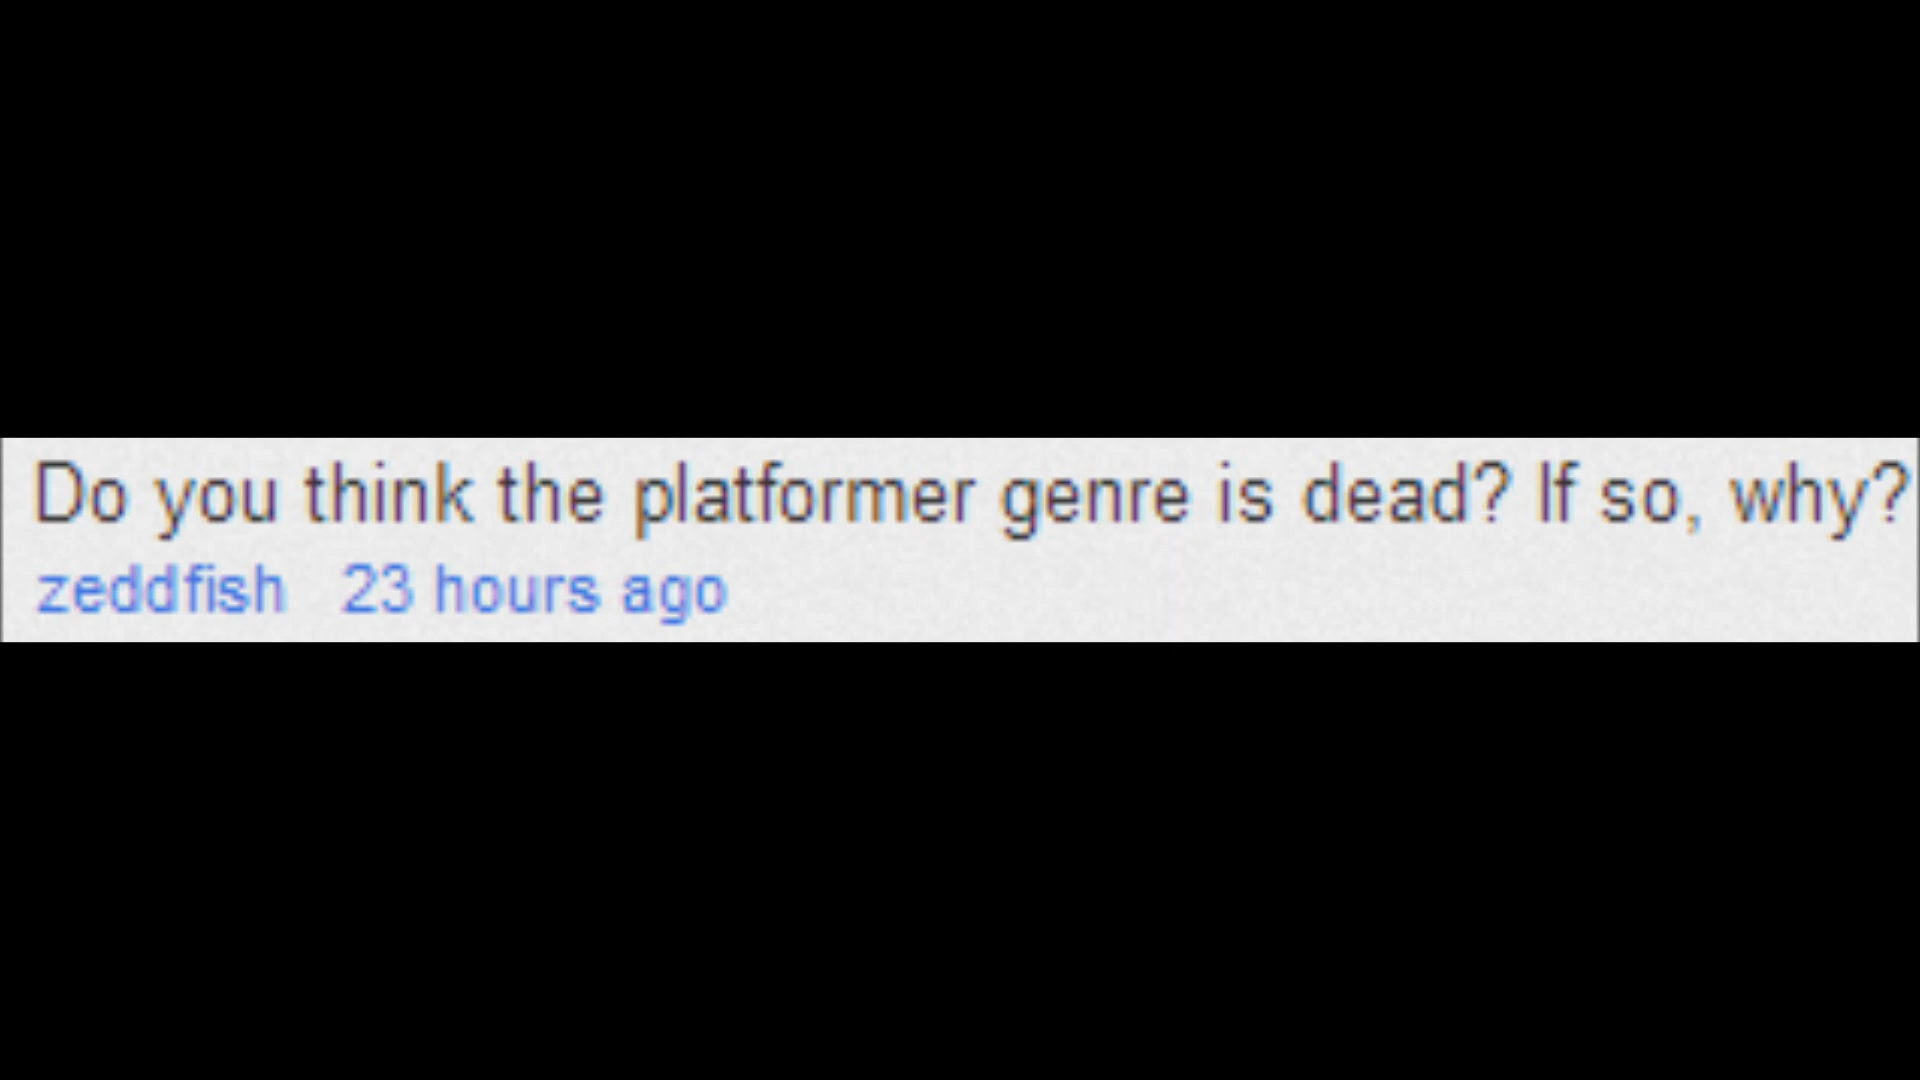 Do you think the platformer genre is dead? If so, why?
zeddfish 23 hours ago